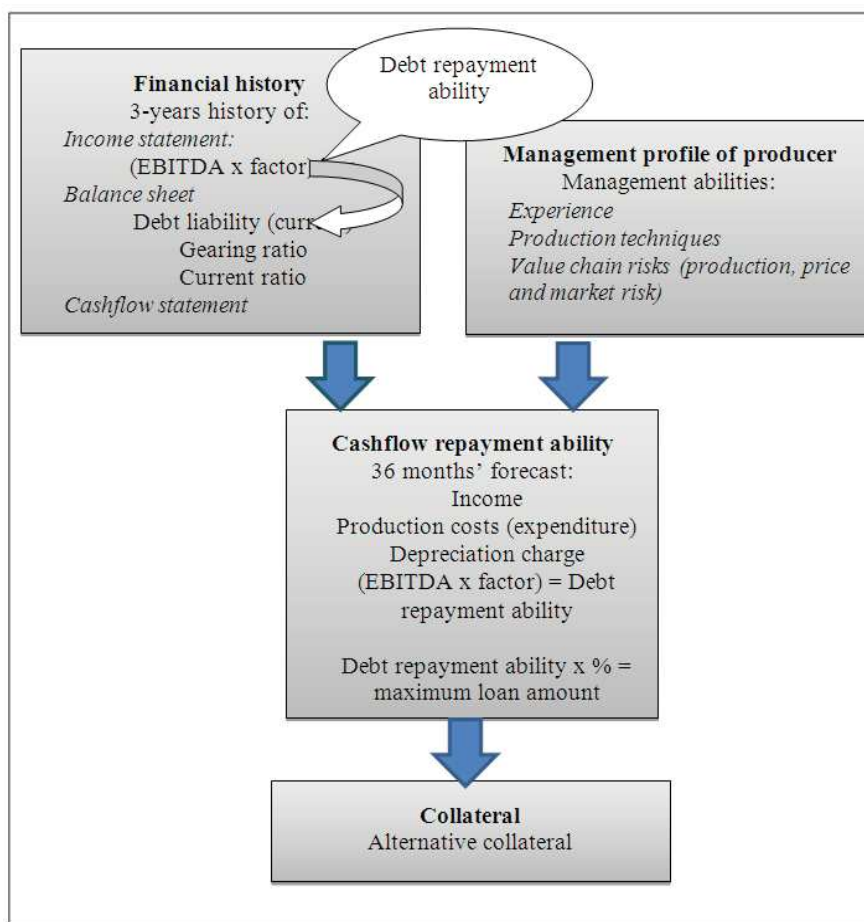 Debt repayment
ability
Financial history
3-years history of:
Income statement:
(EBITDA x factor)
Balance sheet
Debt liability
Gearing ratio
Current ratio
Cashflow statement
Management profile of producer
Management abilities:
Experience
Production techniques
Value chain risks (production, price
and market risk)
Cashflow repayment ability
36 months' forecast:
Income
Production costs (expenditure)
Depreciation charge
(EBITDA x factor) = Debt
repayment ability
Debt repayment ability x % =
maximum loan amount
Collateral
Alternative collateral